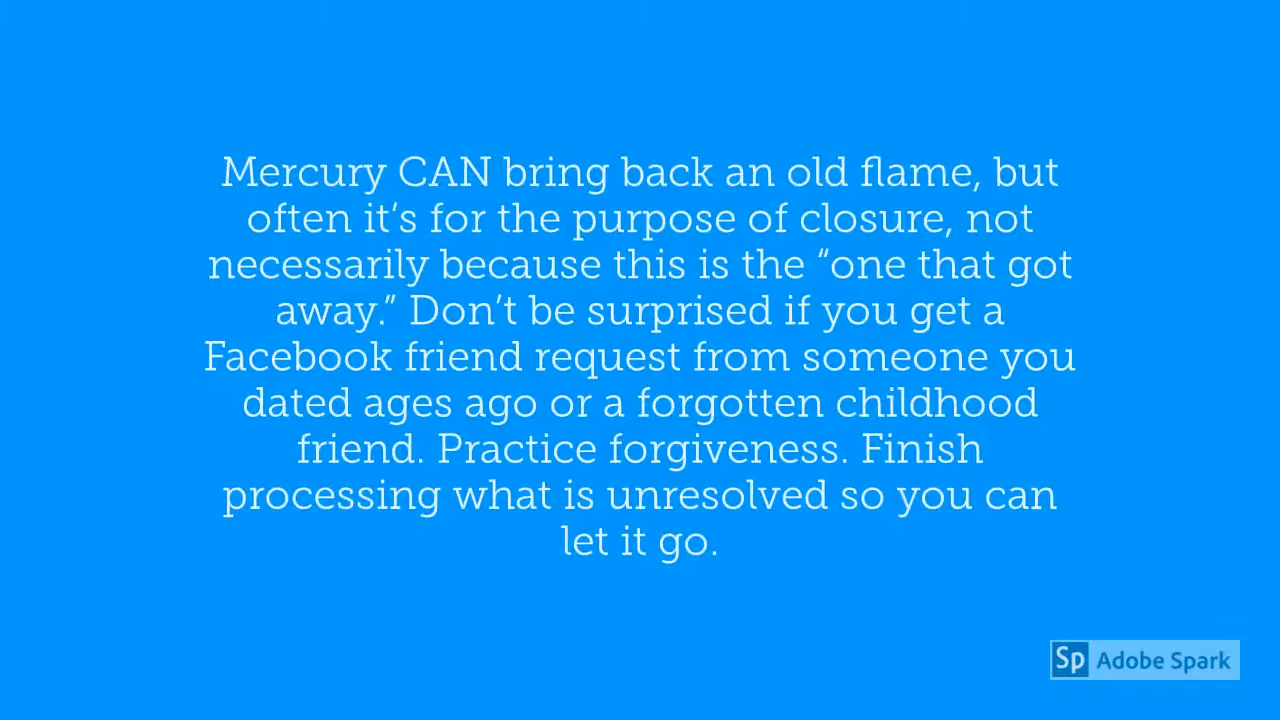 Mercury CAN bring back an old flame, but
often it’s for the purpose of closure, not
necessarily because this is the “one that got
away.” Don’t be surprised if you get a
Facebook friend request from someone you
dated ages ago or a forgotten childhood
friend. Practice forgiveness. Finish
processing what is unresolved so you can
let it go.
Sp Adobe Spark